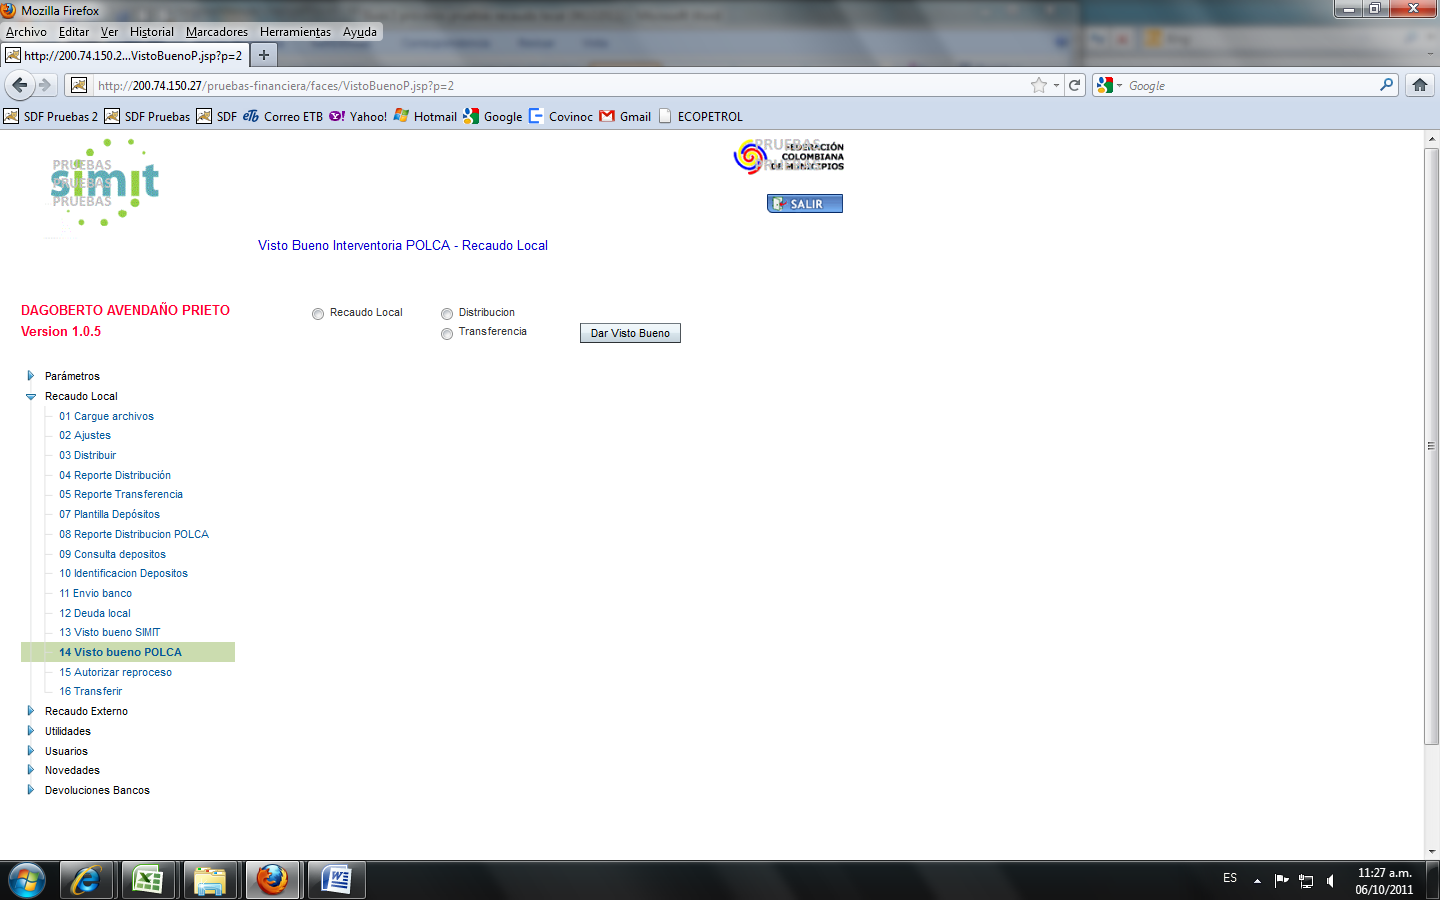 Mozilla Firefox
Archivo Editar Ver Historial Marcadores Herramientas Ayuda
http://200.74.150.2...VistoBuenoP.jsp?p=2
http://200.74.150.27/pruebas-financiera/faces/VistoBuenoP.jsp?p=2
Google
SDF Pruebas 2 SDF Pruebas SDF Correo ETB Yahoo! Hotmail Google Covinoc Gmail ECOPETROL
PRUEBAS
PRUEBAS
PRUEBAS
simit
PRUEBAS
PRUEBAS
FEDERACIÓN
COLOMBIANA
DE MUNICIPIOS
SALIR
Visto Bueno Interventoria POLCA - Recaudo Local
DAGOBERTO AVENDAÑO PRIETO
Version 1.0.5
Recaudo Local
Distribucion
Transferencia
Dar Visto Bueno
Parámetros
Recaudo Local
01 Cargue archivos
02 Ajustes
03 Distribuir
04 Reporte Distribución
05 Reporte Transferencia
07 Plantilla Depósitos
08 Reporte Distribucion POLCA
09 Consulta depositos
10 Identificacion Depositos
11 Envio banco
12 Deuda local
13 Visto bueno SIMIT
14 Visto bueno POLCA
15 Autorizar reproceso
16 Transferir
Recaudo Externo
Utilidades
Usuarios
Novedades
Devoluciones Bancos
ES
11:27 a.m.
06/10/2011